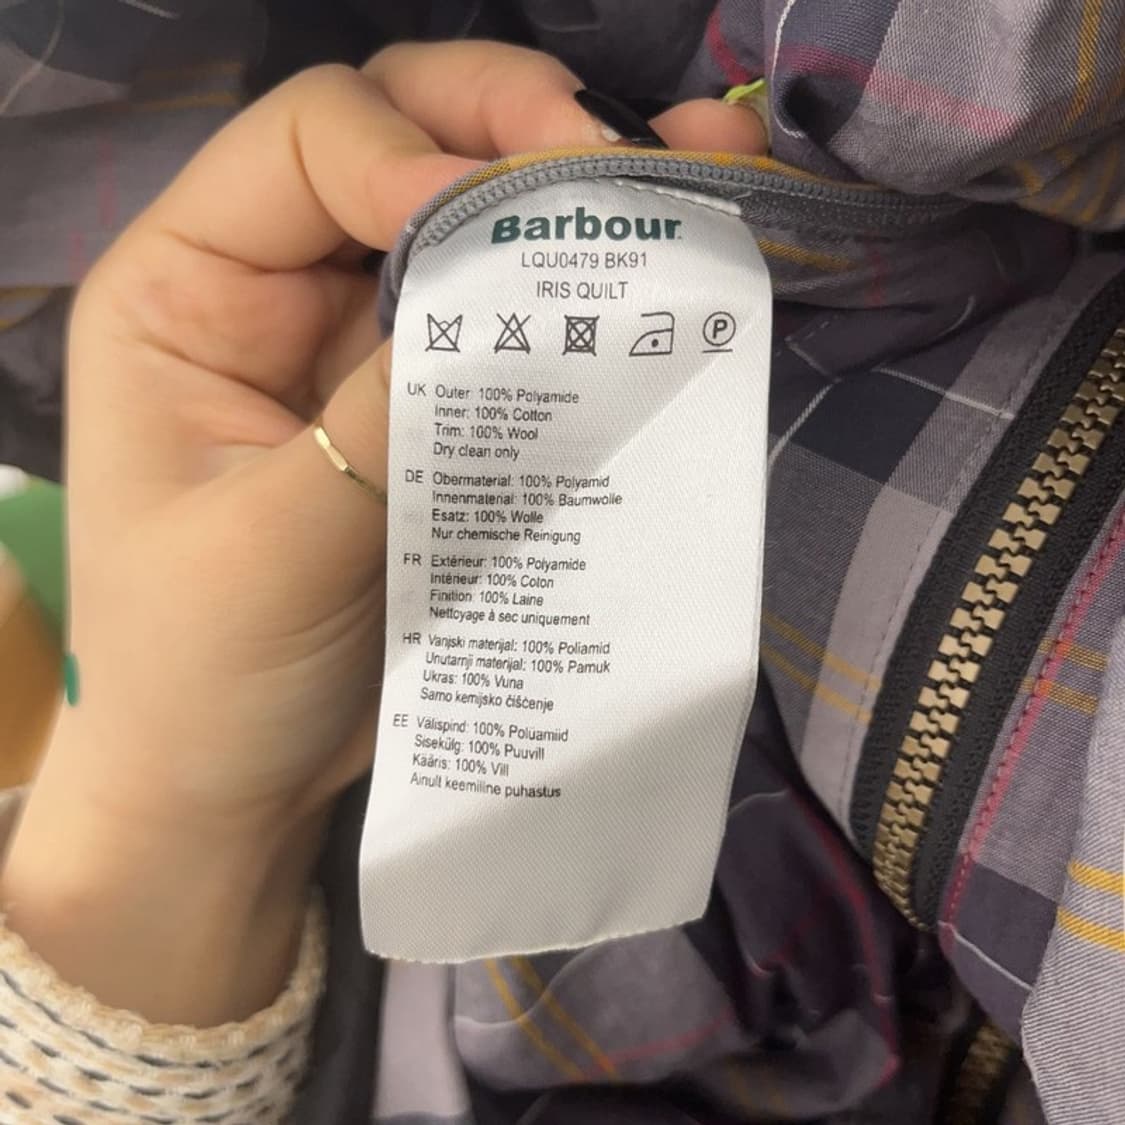 Barbour
LQU0479 BK91
IRIS QUILT
P
UK Outer: 100% Polyamide
Inner: 100% Cotton
Trim: 100% Wool
Dry clean only
DE Obermaterial: 100% Polyamid
Innenmaterial: 100% Baumwolle
Esatz: 100% Wolle
Nur chemische Reinigung
FR Extérieur: 100% Polyamide
Intérieur: 100% Coton
Finition: 100% Laine
Nettoyage à sec uniquement
HR Vanjski materijal: 100% Poliamid
Unutarnji materijal: 100% Pamuk
Ukras: 100% Vuna
Samo kemijsko čišćenje
EE Välispind: 100% Polüamiid
Sisekülg: 100% Puuvill
Kääris: 100% Vill
Ainult keemiline puhastus